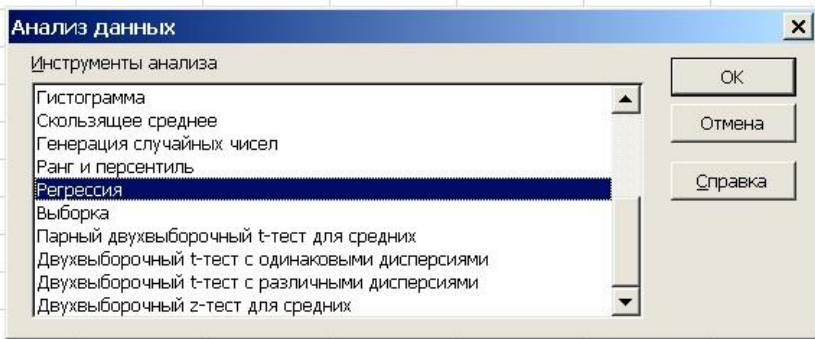 Анализ данных
Инструменты анализа
Гистограмма
Скользящее среднее
Генерация случайных чисел
Ранг и персентиль
Регрессия
Выборка
Парный двухвыборочный t-тест для средних
Двухвыборочный t-тест с одинаковыми дисперсиями
Двухвыборочный t-тест с различными дисперсиями
Двухвыборочный z-тест для средних
OK
Отмена
Справка